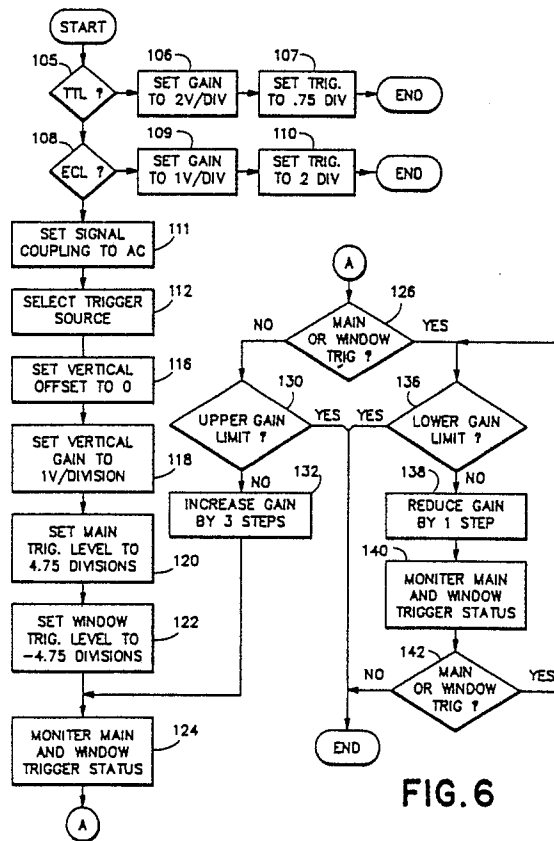 START
105
TTL ?
106
SET GAIN
TO 2V/DIV
107
SET TRIG.
TO .75 DIV
END
108
ECL ?
109
SET GAIN
TO 1V/DIV
110
SET TRIG.
TO 2 DIV
END
SET SIGNAL
COUPLING TO AC
111
SELECT TRIGGER
SOURCE
112
SET VERTICAL
OFFSET TO 0
116
SET VERTICAL
GAIN TO
1V/DIVISION
118
SET MAIN
TRIG. LEVEL TO
4.75 DIVISIONS
120
SET WINDOW
TRIG. LEVEL TO
−4.75 DIVISIONS
122
MONITER MAIN
AND WINDOW
TRIGGER STATUS
124
A
A
126
MAIN
OR WINDOW
TRIG ?
NO
YES
130
UPPER GAIN
LIMIT ?
YES
NO
132
INCREASE GAIN
BY 3 STEPS
136
LOWER GAIN
LIMIT ?
YES
NO
138
REDUCE GAIN
BY 1 STEP
140
MONITER MAIN
AND WINDOW
TRIGGER STATUS
142
MAIN
OR WINDOW
TRIG ?
NO
YES
END
FIG.6